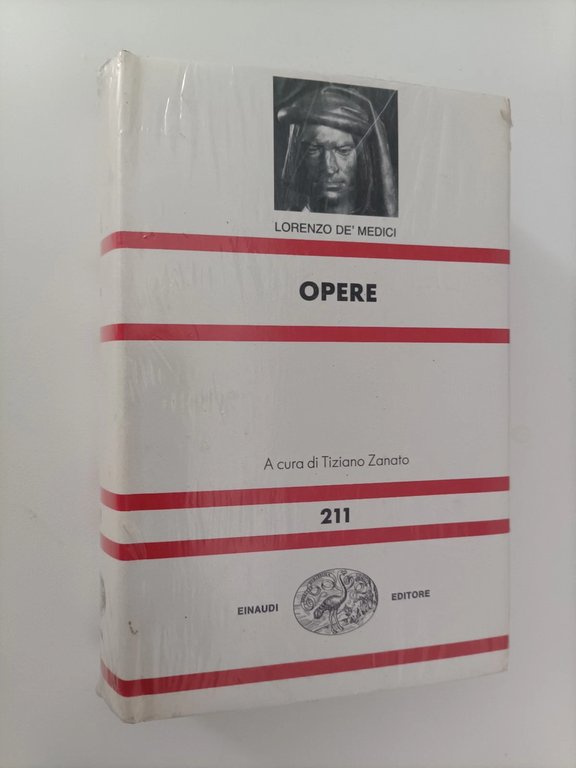 LORENZO DE' MEDICI
OPERE
A cura di Tiziano Zanato
211
EINAUDI EDITORE